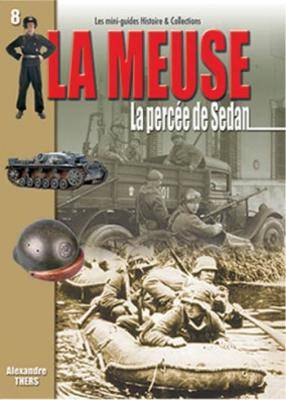 8
Les mini-guides Histoire & Collections
LA MEUSE
La percée de Sedan
Alexandre
THERS